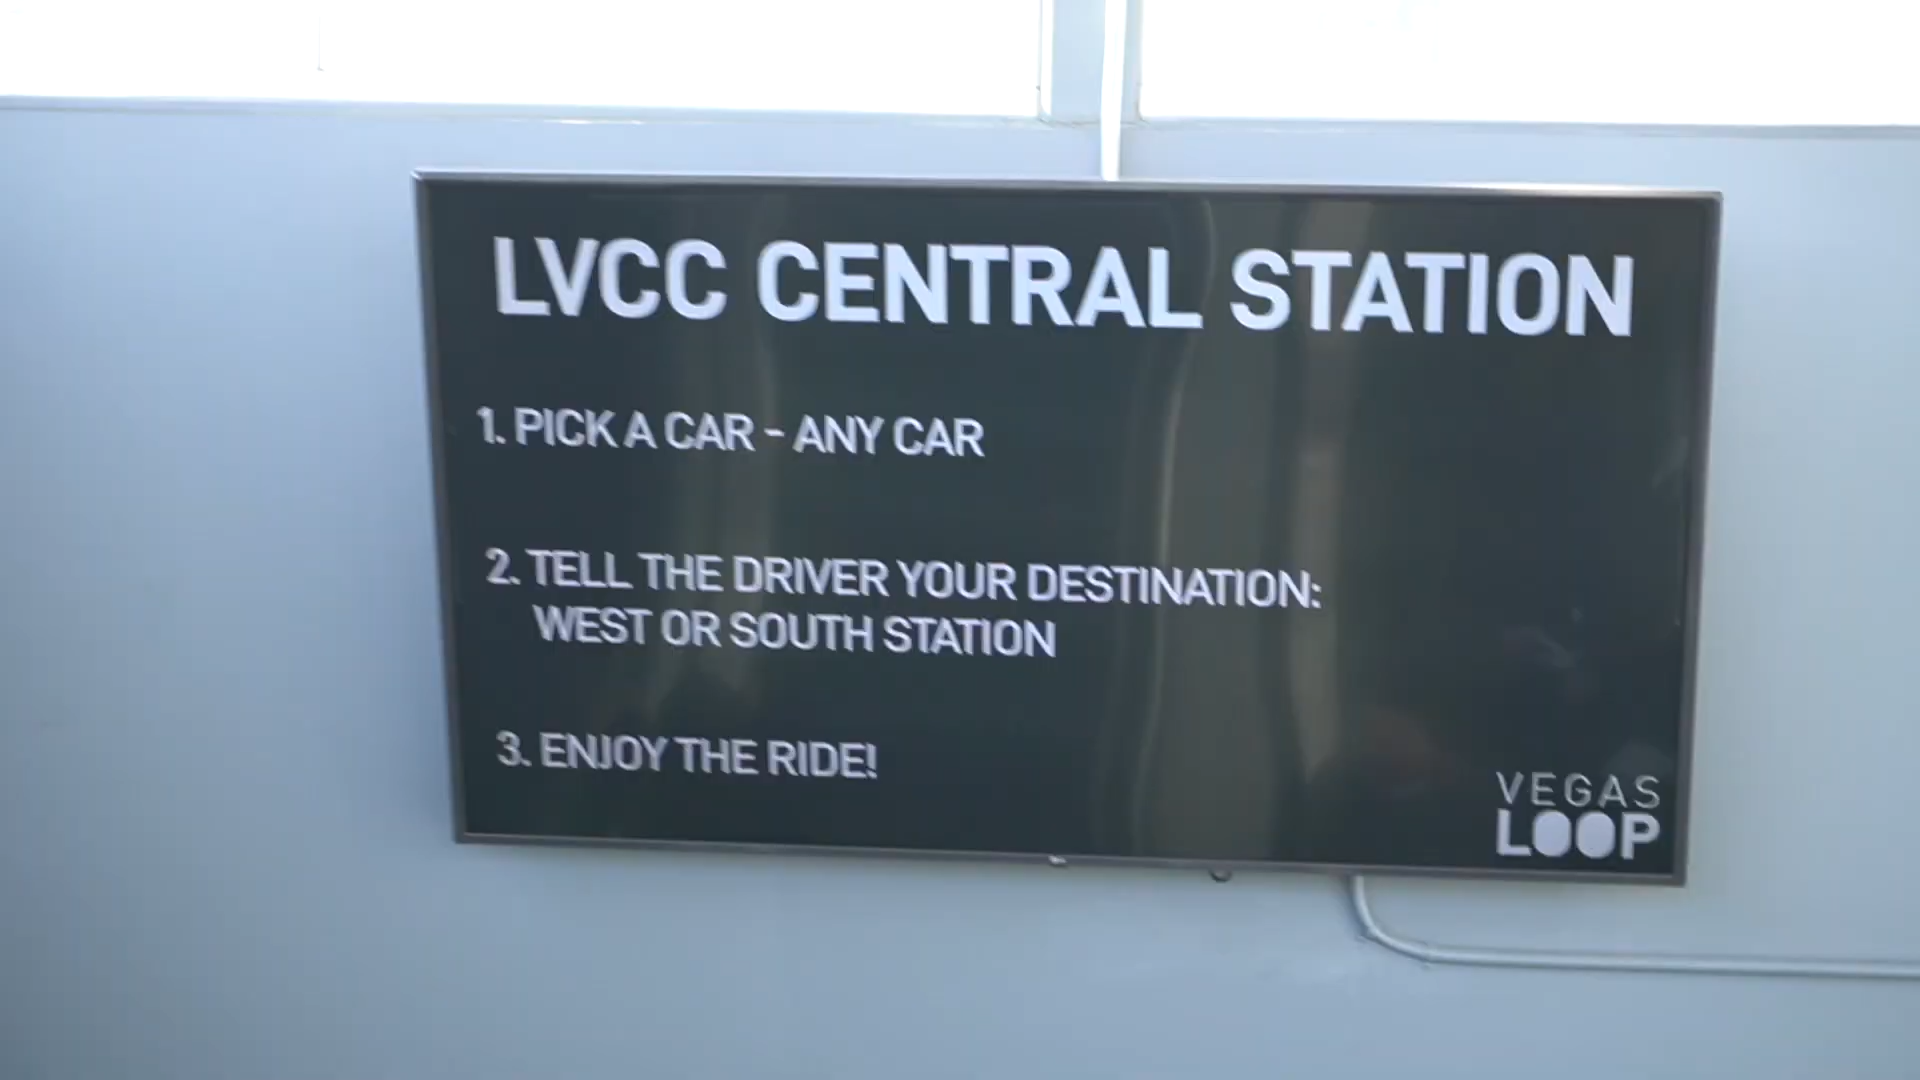 LVCC CENTRAL STATION
1. PICK A CAR - ANY CAR
2. TELL THE DRIVER YOUR DESTINATION:
WEST OR SOUTH STATION
3. ENJOY THE RIDE!
VEGAS
LOOP